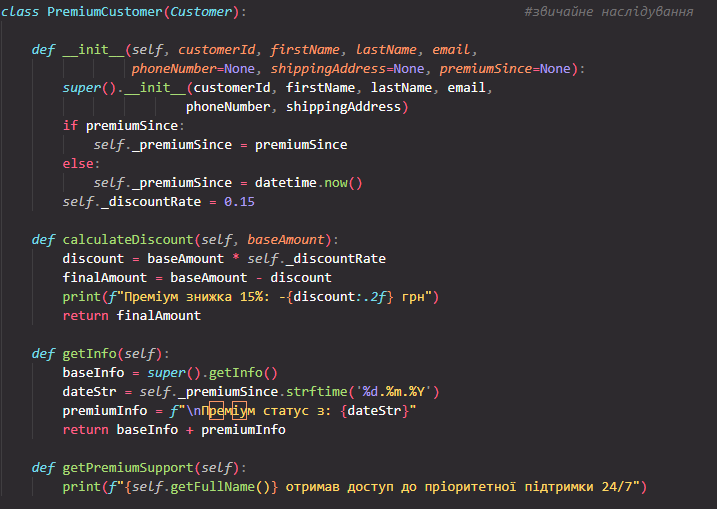 class PremiumCustomer(Customer): #звичайне наслідування
def __init__(self, customerId, firstName, lastName, email,
phoneNumber=None, shippingAddress=None, premiumSince=None):
super().__init__(customerId, firstName, lastName, email,
phoneNumber, shippingAddress)
if premiumSince:
self._premiumSince = premiumSince
else:
self._premiumSince = datetime.now()
self._discountRate = 0.15
def calculateDiscount(self, baseAmount):
discount = baseAmount * self._discountRate
finalAmount = baseAmount - discount
print(f"Преміум знижка 15%: -{discount:.2f} грн")
return finalAmount
def getInfo(self):
baseInfo = super().getInfo()
dateStr = self._premiumSince.strftime('%d.%m.%Y')
premiumInfo = f"\nПреміум статус з: {dateStr}"
return baseInfo + premiumInfo
def getPremiumSupport(self):
print(f"{self.getFullName()} отримав доступ до пріоритетної підтримки 24/7")